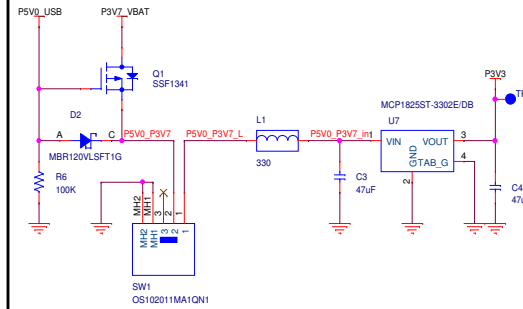 P5V0_USB
P3V7_VBAT
Q1
SSF1341
P3V3
MCP1825ST-3302E/DB
D2
L1
U7
A
C
P5V0_P3V7
P5V0_P3V7_L
P5V0_P3V7_in
1
VIN
VOUT
3
GND
TAB_G
4
2
MBR120VLSFT1G
330
R6
100K
C3
47uF
C4
MH2
MH1
3
2
1
MH2
MH1
3
2
1
SW1
OS102011MA1QN1